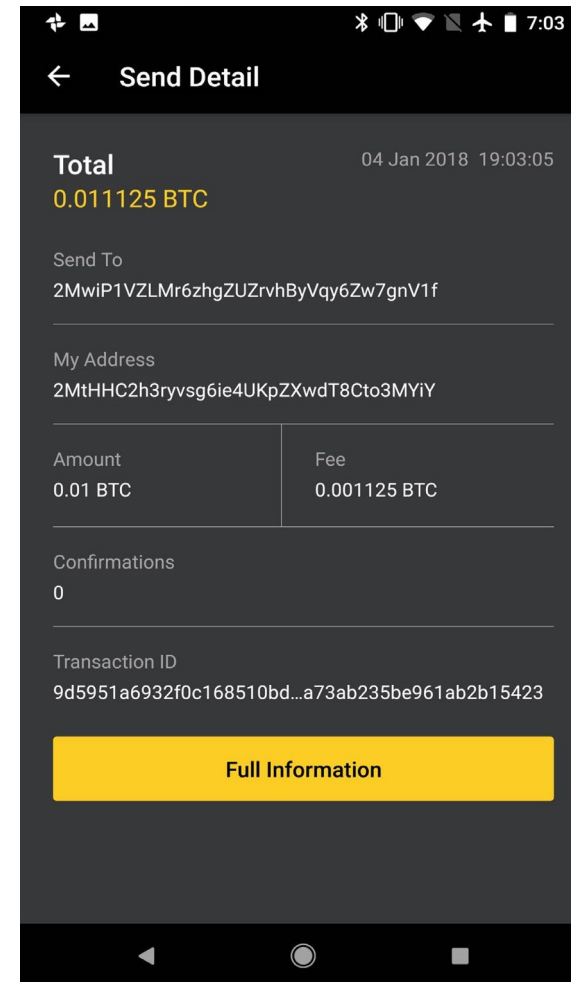 7:03
Send Detail
Total
04 Jan 2018 19:03:05
0.011125 BTC
Send To
2MwiP1VZLMr6zhgZUZrvhByVqy6Zw7gnV1f
My Address
2MtHHC2h3ryvsg6ie4UKpZXwdT8Cto3MYiY
Amount
0.01 BTC
Fee
0.001125 BTC
Confirmations
0
Transaction ID
9d5951a6932f0c168510bd...a73ab235be961ab2b15423
Full Information